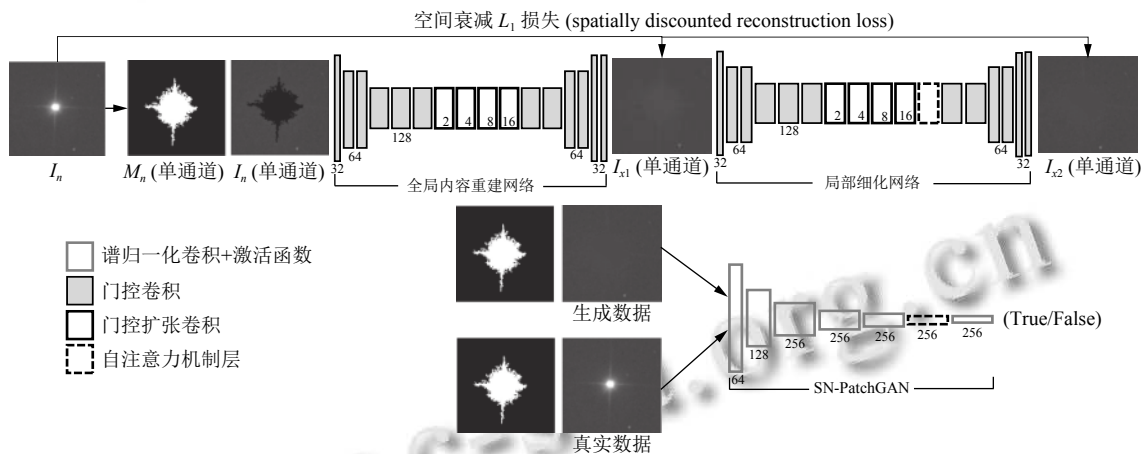 空间衰减 L1 损失 (spatially discounted reconstruction loss)
In
Mn (单通道)
In (单通道)
32
64
128
2
4
8
16
64
32
全局内容重建网络
Ix1 (单通道)
32
64
128
2
4
8
16
64
32
局部细化网络
Ix2 (单通道)
谱归一化卷积+激活函数
门控卷积
门控扩张卷积
自注意力机制层
生成数据
真实数据
64
128
256
256
256
256
256
(True/False)
SN-PatchGAN